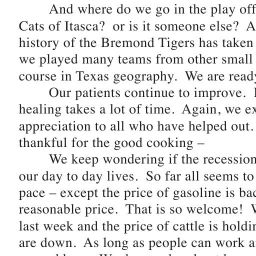 And where do we go in the play off
Cats of Itasca?  or is it someone else?  A
history of the Bremond Tigers has taken
we played many teams from other small
course in Texas geography.  We are ready
Our patients continue to improve.
healing takes a lot of time.  Again, we ex
appreciation to all who have helped out.
thankful for the good cooking –
We keep wondering if the recession
our day to day lives.  So far all seems to
pace – except the price of gasoline is bac
reasonable price.  That is so welcome!  W
last week and the price of cattle is holdin
are down.  As long as people can work a